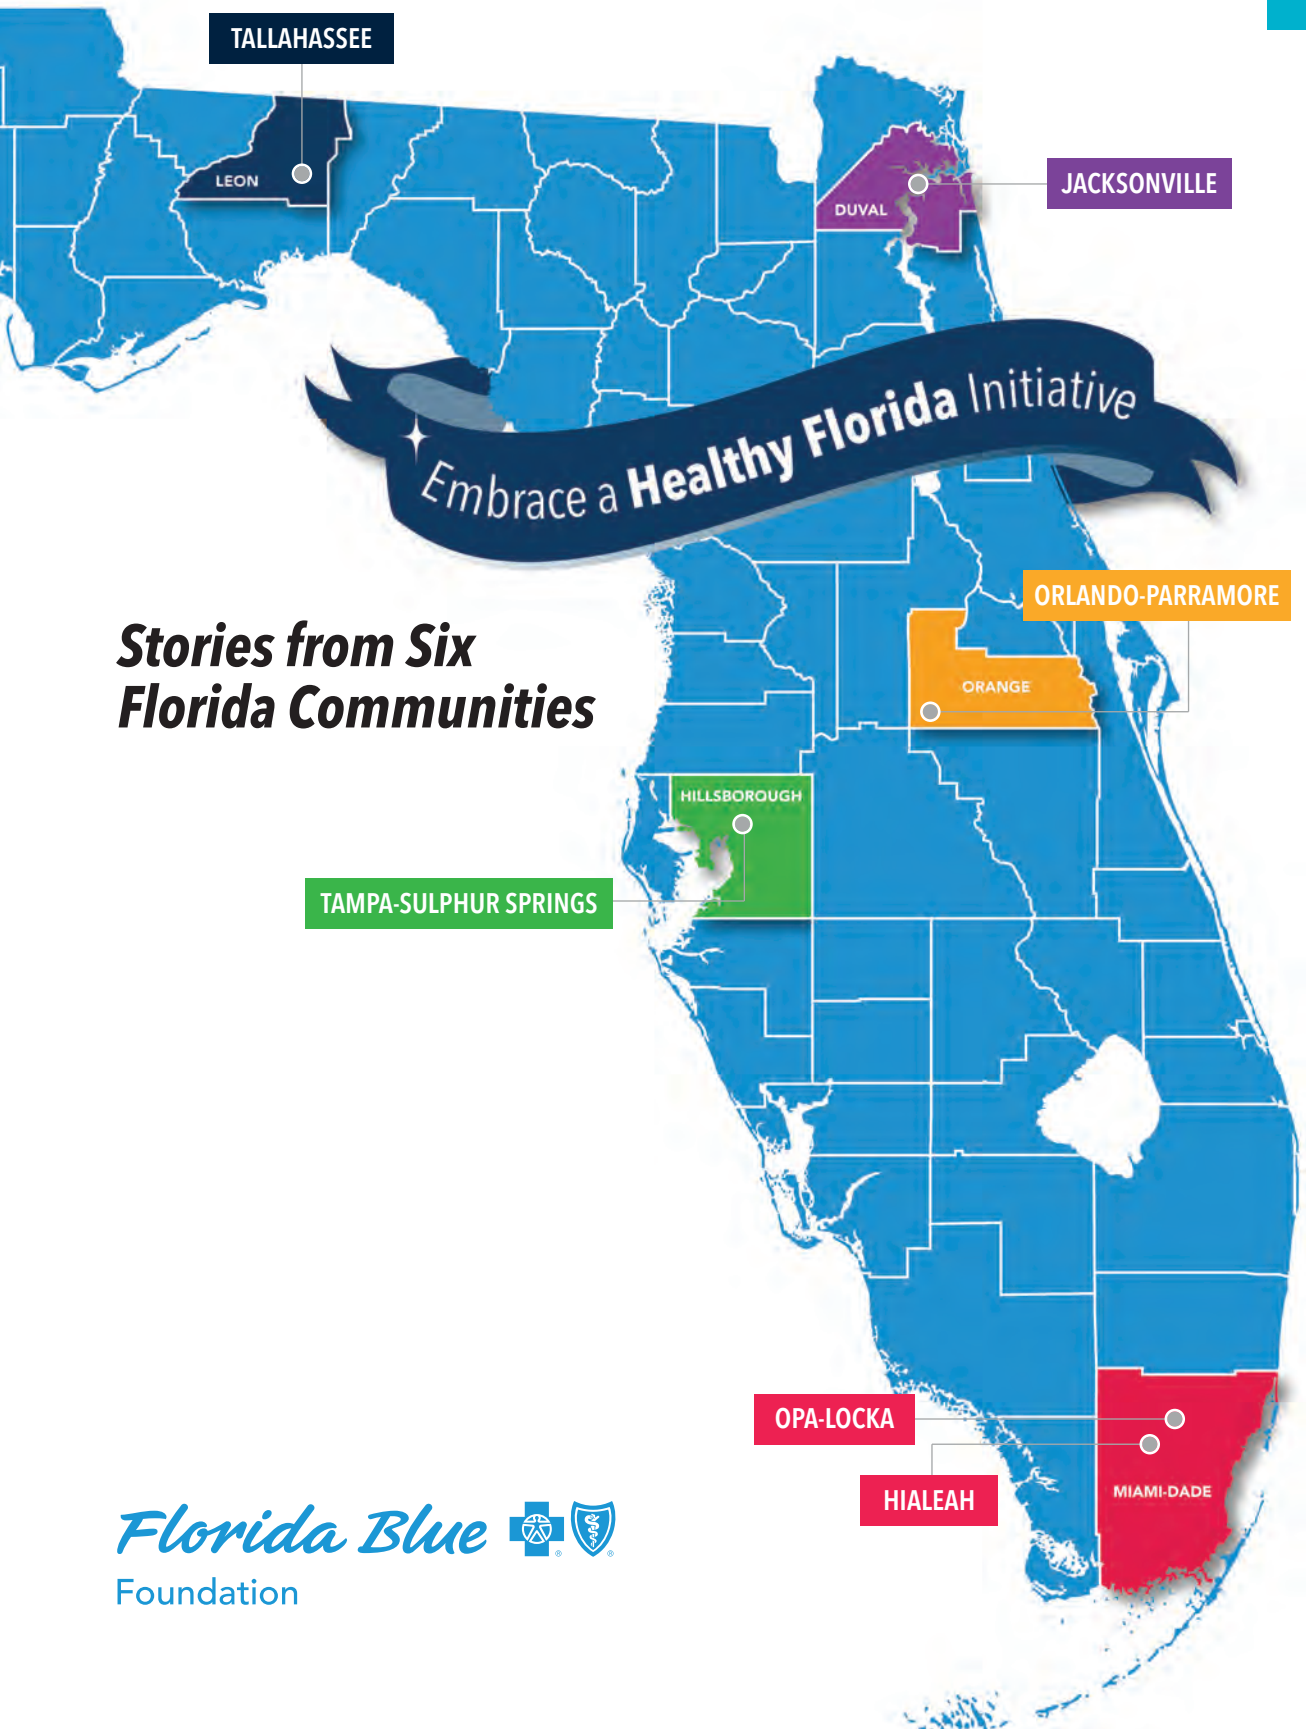 TALLAHASSEE
LEON
JACKSONVILLE
DUVAL
Embrace a Healthy Florida Initiative
ORLANDO-PARRAMORE
Stories from Six
Florida Communities
ORANGE
HILLSBOROUGH
TAMPA-SULPHUR SPRINGS
OPA-LOCKA
HIALEAH
MIAMI-DADE
Florida Blue ® ®
Foundation